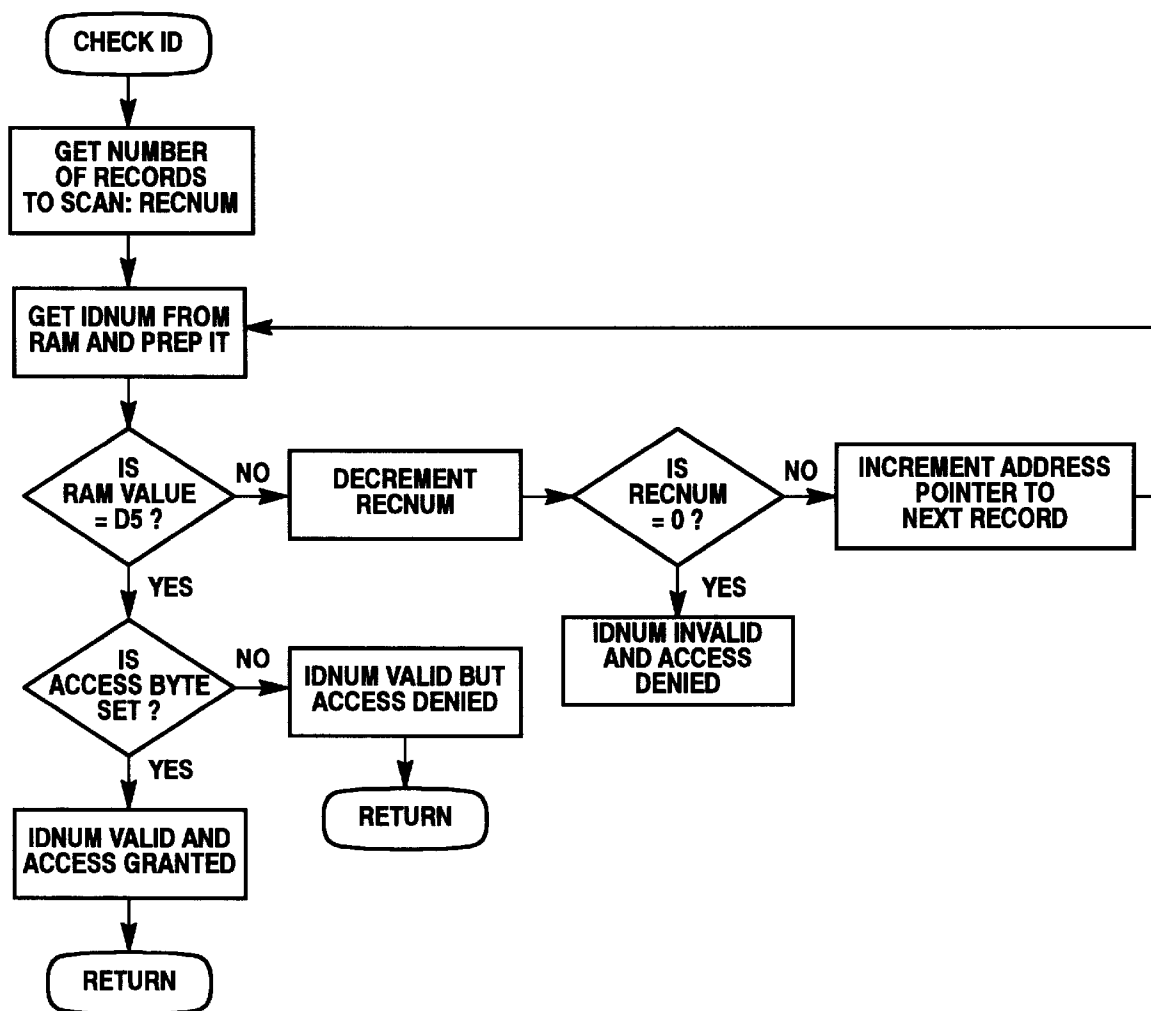 CHECK ID
GET NUMBER
OF RECORDS
TO SCAN: RECNUM
GET IDNUM FROM
RAM AND PREP IT
IS
RAM VALUE
= D5 ?
NO
DECREMENT
RECNUM
IS
RECNUM
= 0 ?
NO
INCREMENT ADDRESS
POINTER TO
NEXT RECORD
YES
YES
IDNUM INVALID
AND ACCESS
DENIED
IS
ACCESS BYTE
SET ?
NO
IDNUM VALID BUT
ACCESS DENIED
YES
RETURN
IDNUM VALID AND
ACCESS GRANTED
RETURN